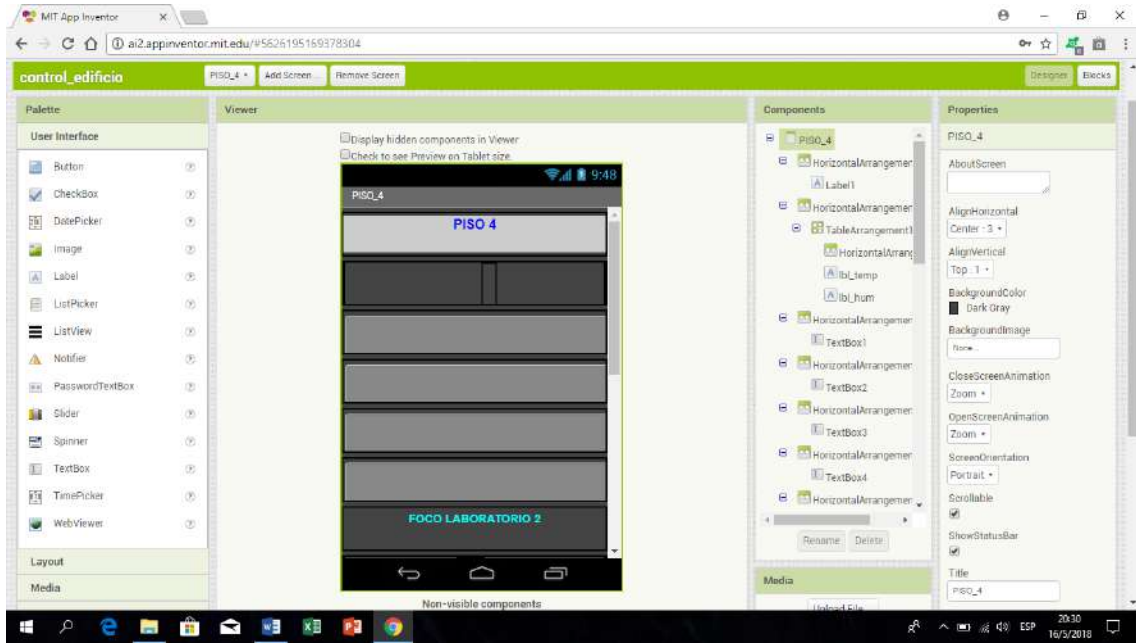 MIT App Inventor
ai2.appinventor.mit.edu/#5626195169378304
control_edificio
PISO_4
Add Screen ...
Remove Screen
Designer
Blocks
Palette
User Interface
Button
CheckBox
DatePicker
Image
Label
ListPicker
ListView
Notifier
PasswordTextBox
Slider
Spinner
TextBox
TimePicker
WebViewer
Layout
Media
Viewer
Display hidden components in Viewer
Check to see Preview on Tablet size.
9:48
PISO_4
PISO 4
FOCO LABORATORIO 2
Non-visible components
Components
PISO_4
HorizontalArrangemer
Label1
HorizontalArrangemer
TableArrangement1
HorizontalArrang
lbl_temp
lbl_hum
HorizontalArrangemer
TextBox1
HorizontalArrangemer
TextBox2
HorizontalArrangemer
TextBox3
HorizontalArrangemer
TextBox4
HorizontalArrangemer
Rename
Delete
Media
Upload File ...
Properties
PISO_4
AboutScreen
AlignHorizontal
Center : 3
AlignVertical
Top : 1
BackgroundColor
Dark Gray
BackgroundImage
None...
CloseScreenAnimation
Zoom
OpenScreenAnimation
Zoom
ScreenOrientation
Portrait
Scrollable
ShowStatusBar
Title
PISO_4
ESP
20:30
16/5/2018